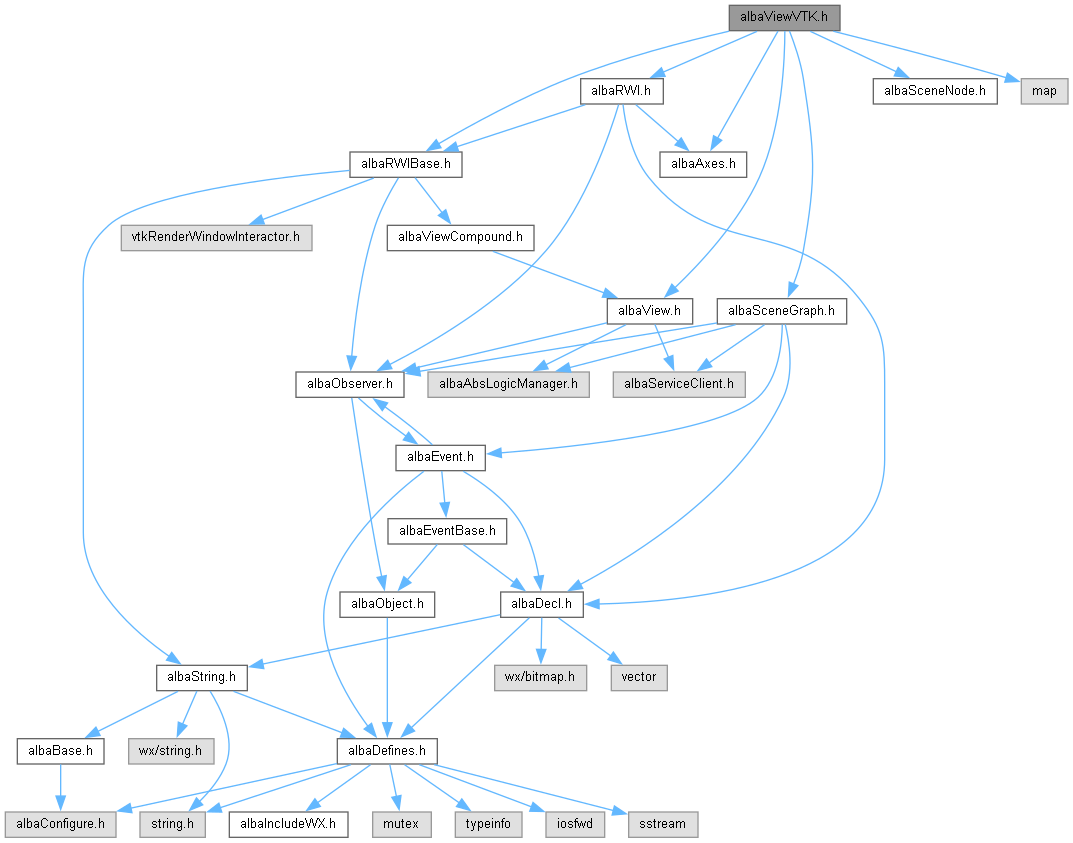 albaViewVTK.h
albaRWI.h
albaSceneNode.h
map
albaRWIBase.h
albaAxes.h
vtkRenderWindowInteractor.h
albaViewCompound.h
albaView.h
albaSceneGraph.h
albaObserver.h
albaAbsLogicManager.h
albaServiceClient.h
albaEvent.h
albaEventBase.h
albaObject.h
albaDecl.h
albaString.h
wx/bitmap.h
vector
albaBase.h
wx/string.h
albaDefines.h
albaConfigure.h
string.h
albaIncludeWX.h
mutex
typeinfo
iosfwd
sstream